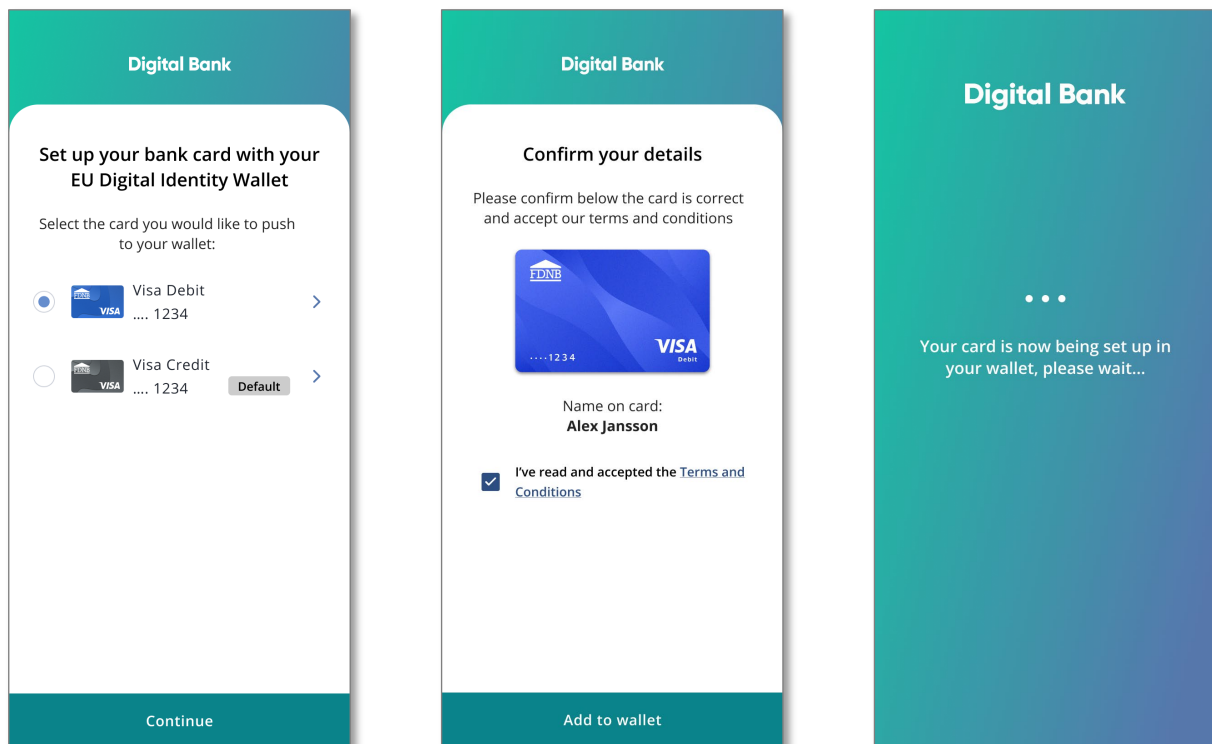 Digital Bank
Set up your bank card with your
EU Digital Identity Wallet
Select the card you would like to push
to your wallet:
FDNB
VISA
Visa Debit
.... 1234
FDNB
VISA
Visa Credit
.... 1234
Default
Continue
Digital Bank
Confirm your details
Please confirm below the card is correct
and accept our terms and conditions
FDNB
....1234
VISA
Debit
Name on card:
Alex Jansson
I’ve read and accepted the Terms and
Conditions
Add to wallet
Digital Bank
Your card is now being set up in
your wallet, please wait...